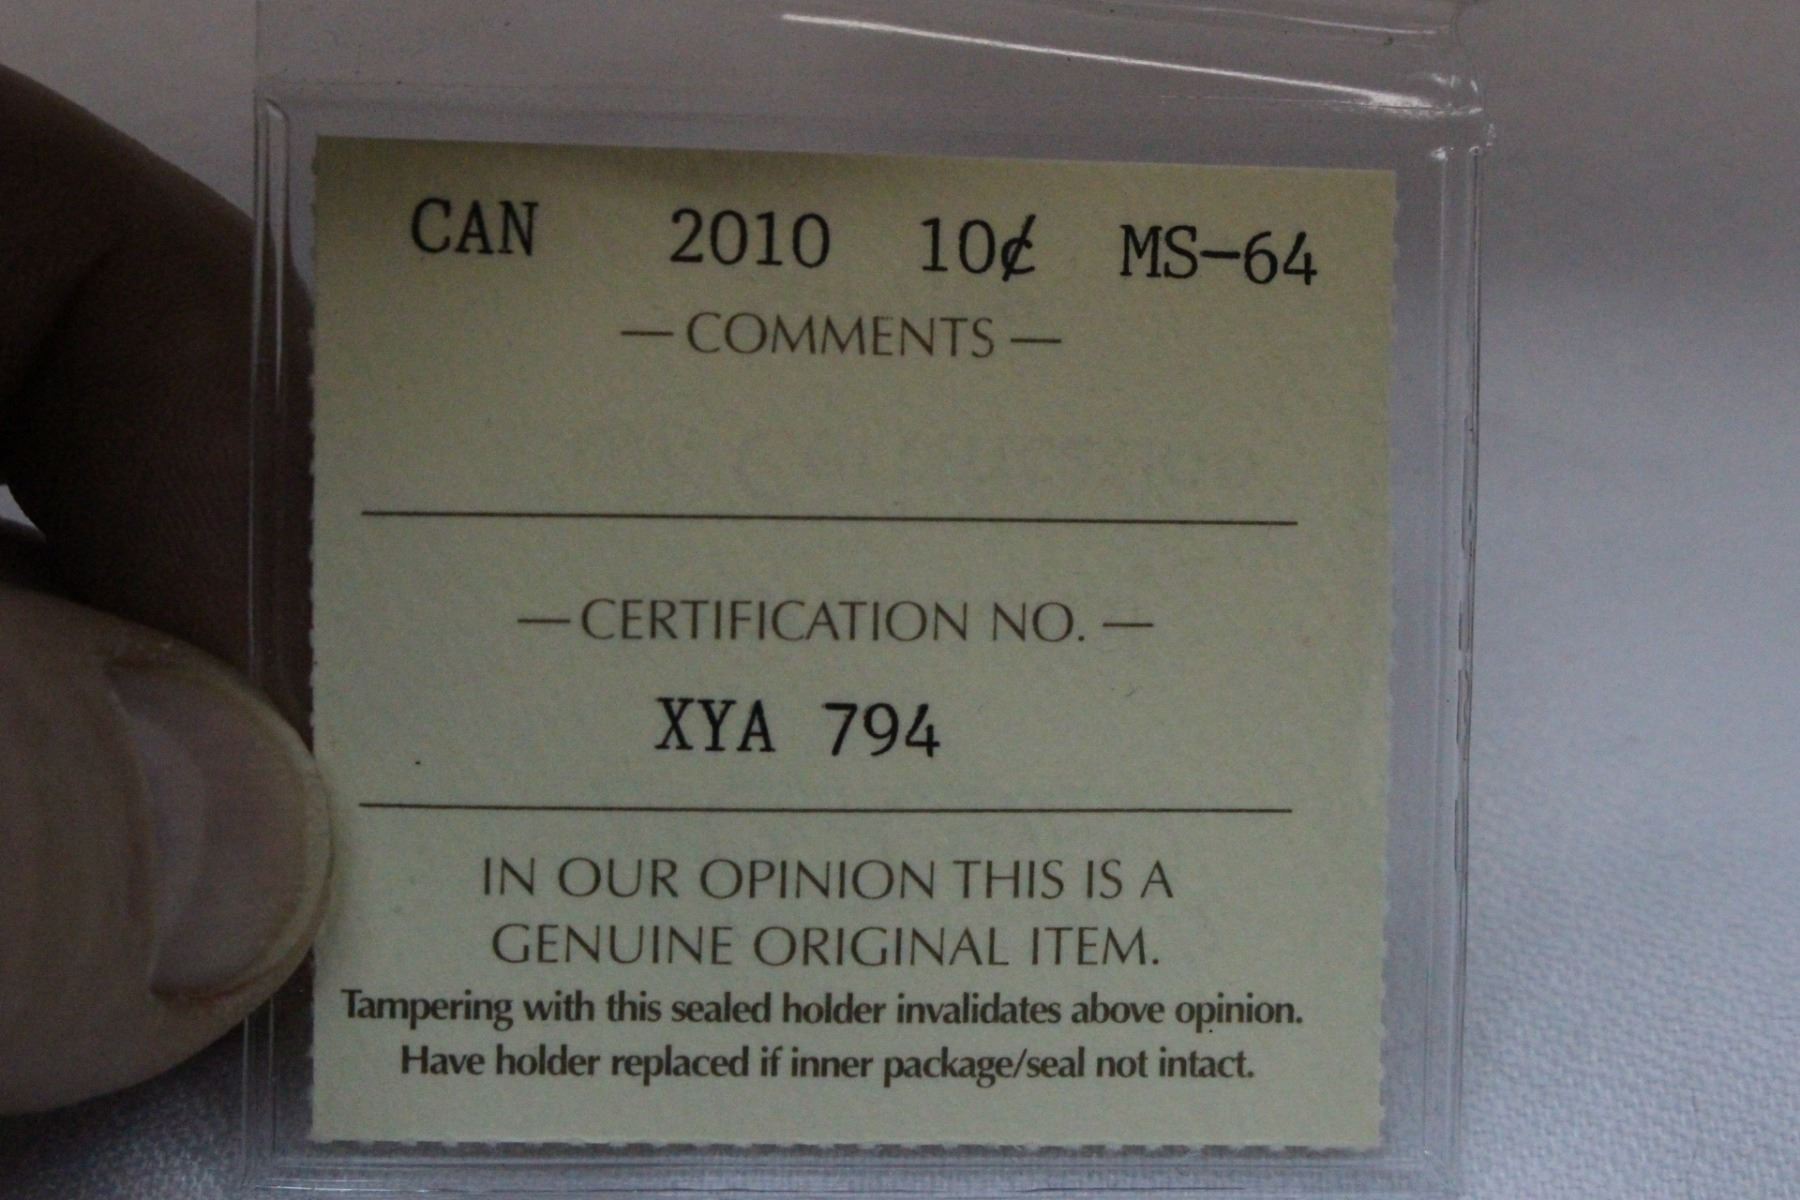 CAN 2010 10¢ MS-64
— COMMENTS —
— CERTIFICATION NO. —
XYA 794
IN OUR OPINION THIS IS A
GENUINE ORIGINAL ITEM.
Tampering with this sealed holder invalidates above opinion.
Have holder replaced if inner package/seal not intact.